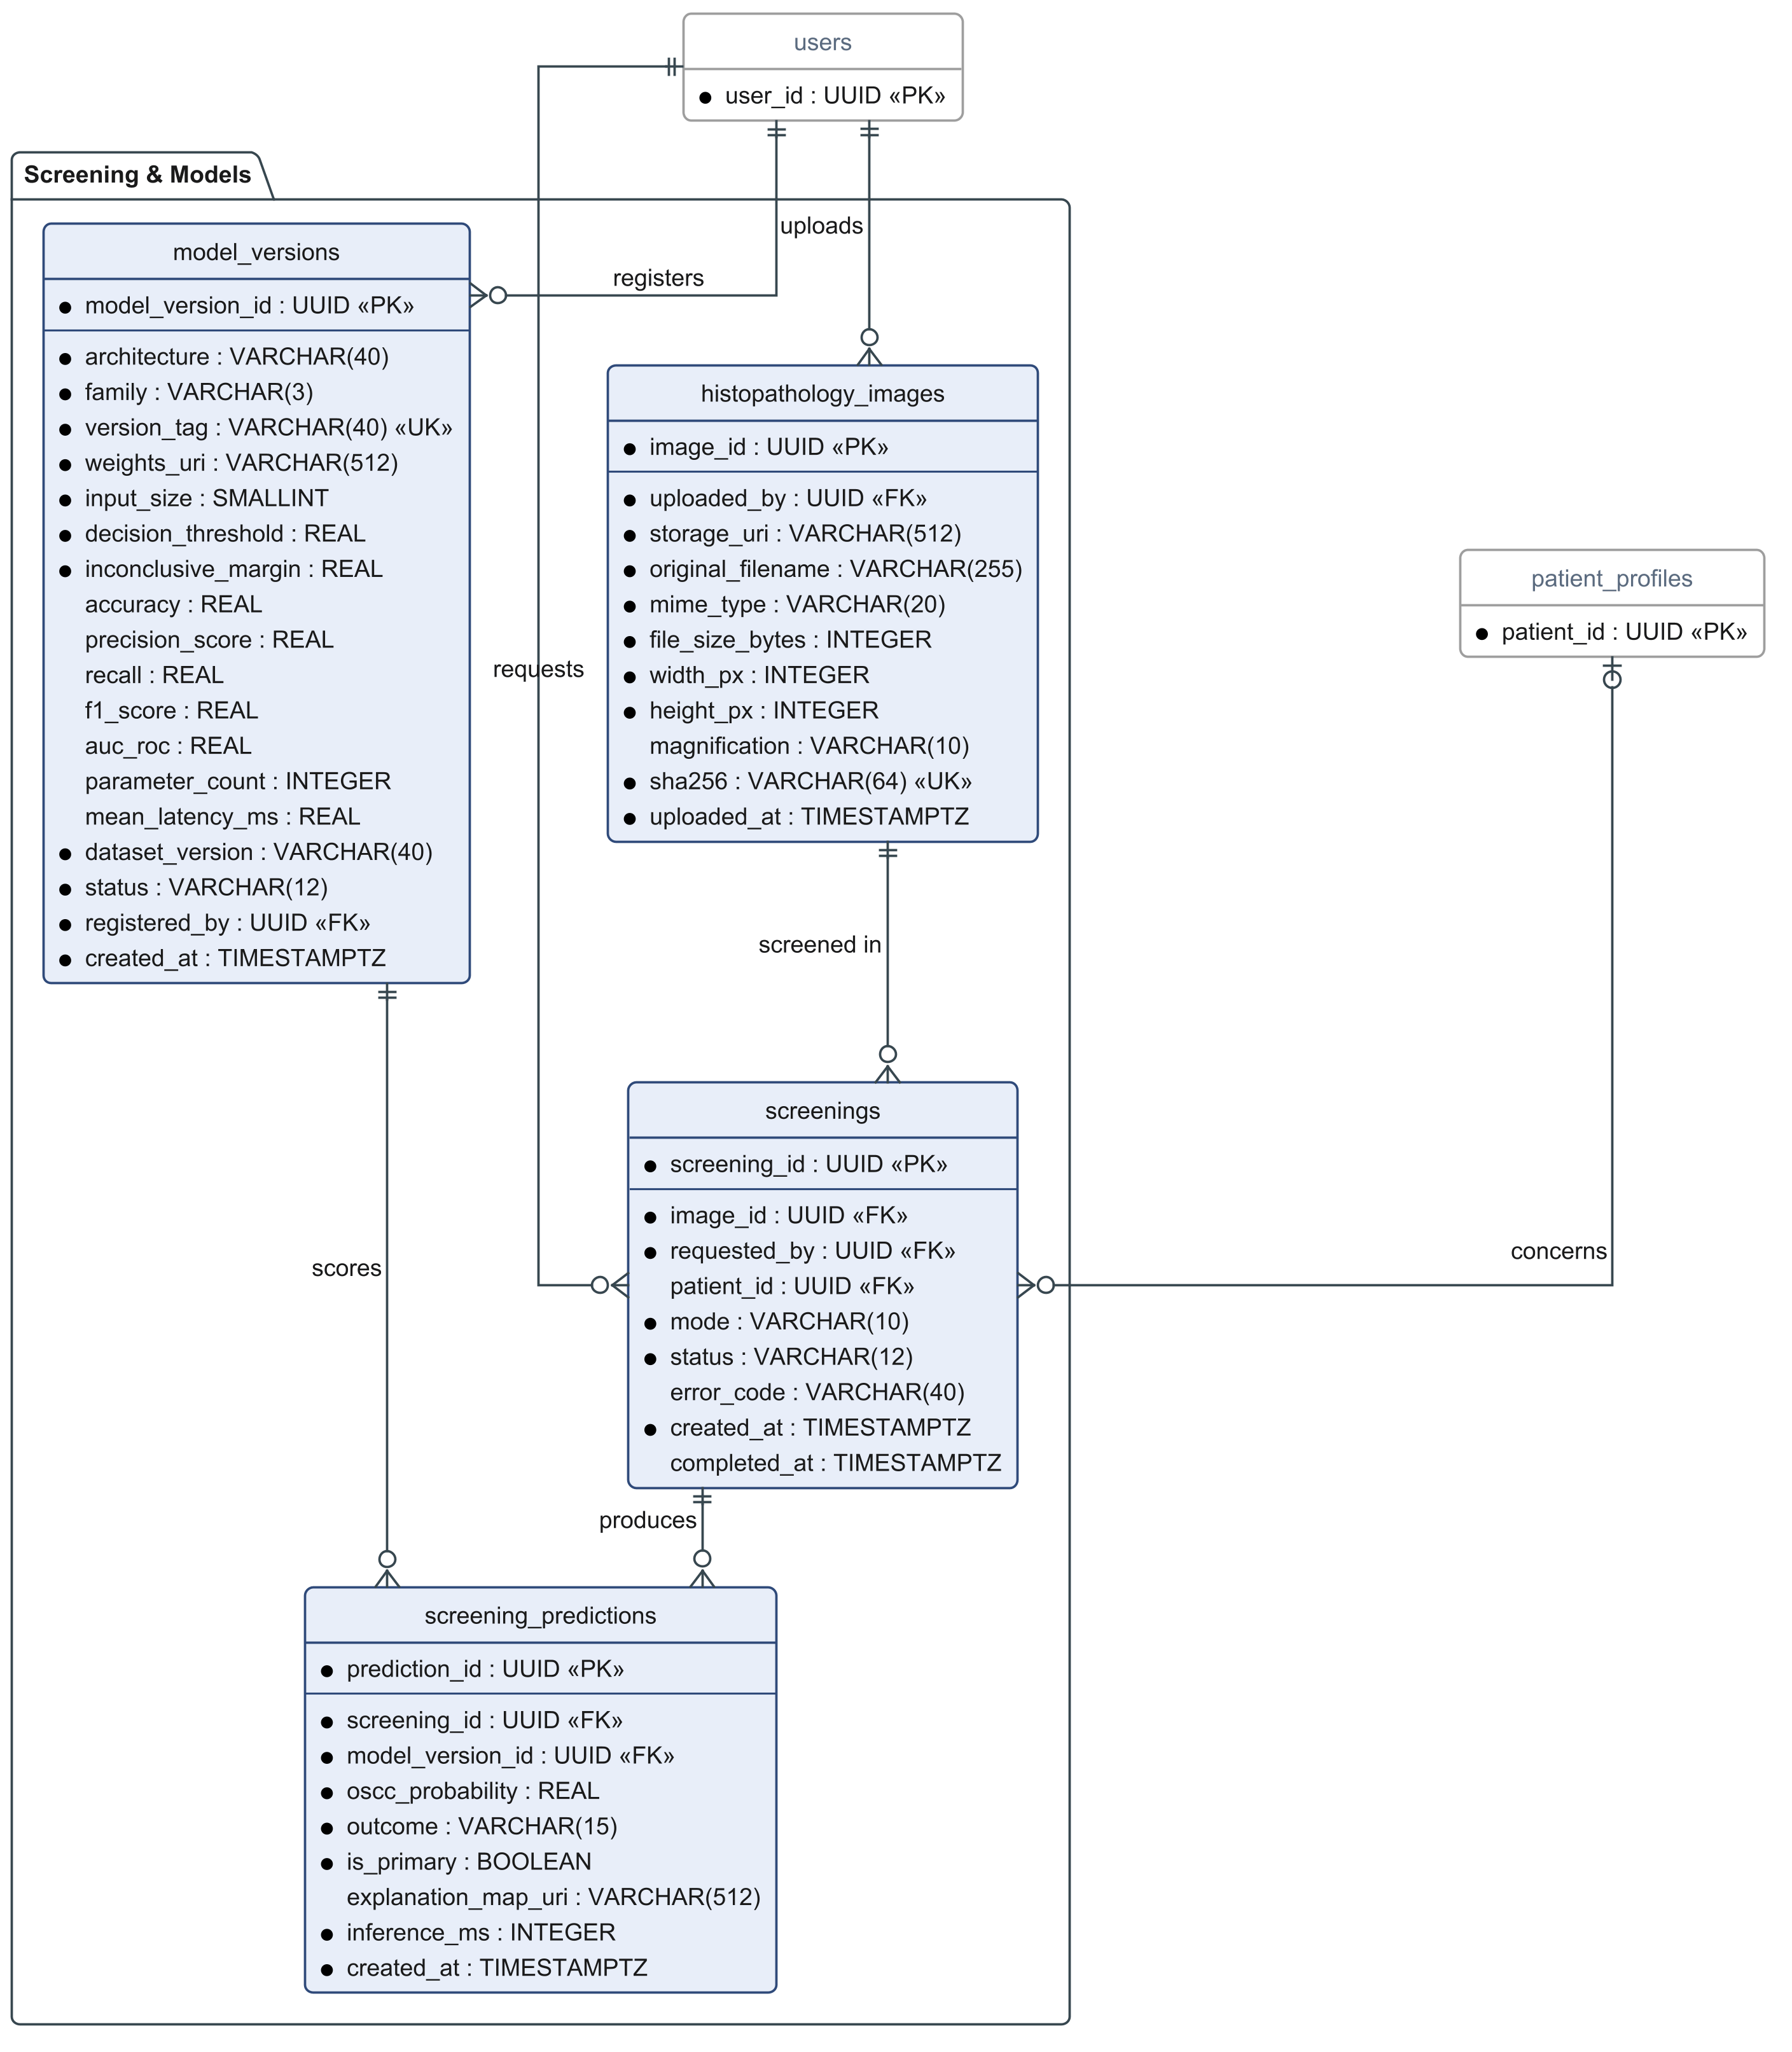 users
● user_id : UUID «PK»
Screening & Models
uploads
registers
model_versions
● model_version_id : UUID «PK»
● architecture : VARCHAR(40)
● family : VARCHAR(3)
● version_tag : VARCHAR(40) «UK»
● weights_uri : VARCHAR(512)
● input_size : SMALLINT
● decision_threshold : REAL
● inconclusive_margin : REAL
accuracy : REAL
precision_score : REAL
recall : REAL
f1_score : REAL
auc_roc : REAL
parameter_count : INTEGER
mean_latency_ms : REAL
● dataset_version : VARCHAR(40)
● status : VARCHAR(12)
● registered_by : UUID «FK»
● created_at : TIMESTAMPTZ
requests
histopathology_images
● image_id : UUID «PK»
● uploaded_by : UUID «FK»
● storage_uri : VARCHAR(512)
● original_filename : VARCHAR(255)
● mime_type : VARCHAR(20)
● file_size_bytes : INTEGER
● width_px : INTEGER
● height_px : INTEGER
magnification : VARCHAR(10)
● sha256 : VARCHAR(64) «UK»
● uploaded_at : TIMESTAMPTZ
patient_profiles
● patient_id : UUID «PK»
screened in
screenings
● screening_id : UUID «PK»
● image_id : UUID «FK»
● requested_by : UUID «FK»
patient_id : UUID «FK»
● mode : VARCHAR(10)
● status : VARCHAR(12)
error_code : VARCHAR(40)
● created_at : TIMESTAMPTZ
completed_at : TIMESTAMPTZ
concerns
scores
produces
screening_predictions
● prediction_id : UUID «PK»
● screening_id : UUID «FK»
● model_version_id : UUID «FK»
● oscc_probability : REAL
● outcome : VARCHAR(15)
● is_primary : BOOLEAN
explanation_map_uri : VARCHAR(512)
● inference_ms : INTEGER
● created_at : TIMESTAMPTZ